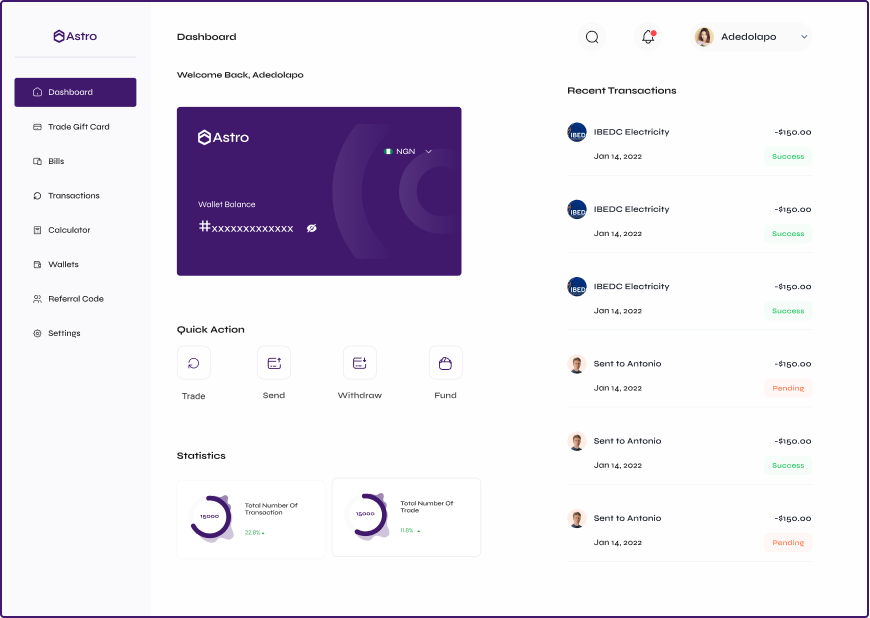 Astro
Dashboard
Trade Gift Card
Bills
Transactions
Calculator
Wallets
Referral Code
Settings
Dashboard
Adedolapo
Welcome Back, Adedolapo
Astro
NGN
Wallet Balance
#xxxxxxxxxxxxx
Quick Action
Trade
Send
Withdraw
Fund
Statistics
15000
Total Number Of
Transaction
22.8%
15000
Total Number Of
Trade
11.8%
Recent Transactions
IBED
IBEDC Electricity
-$150.00
Jan 14, 2022
Success
IBED
IBEDC Electricity
-$150.00
Jan 14, 2022
Success
IBED
IBEDC Electricity
-$150.00
Jan 14, 2022
Success
Sent to Antonio
-$150.00
Jan 14, 2022
Pending
Sent to Antonio
-$150.00
Jan 14, 2022
Success
Sent to Antonio
-$150.00
Jan 14, 2022
Pending